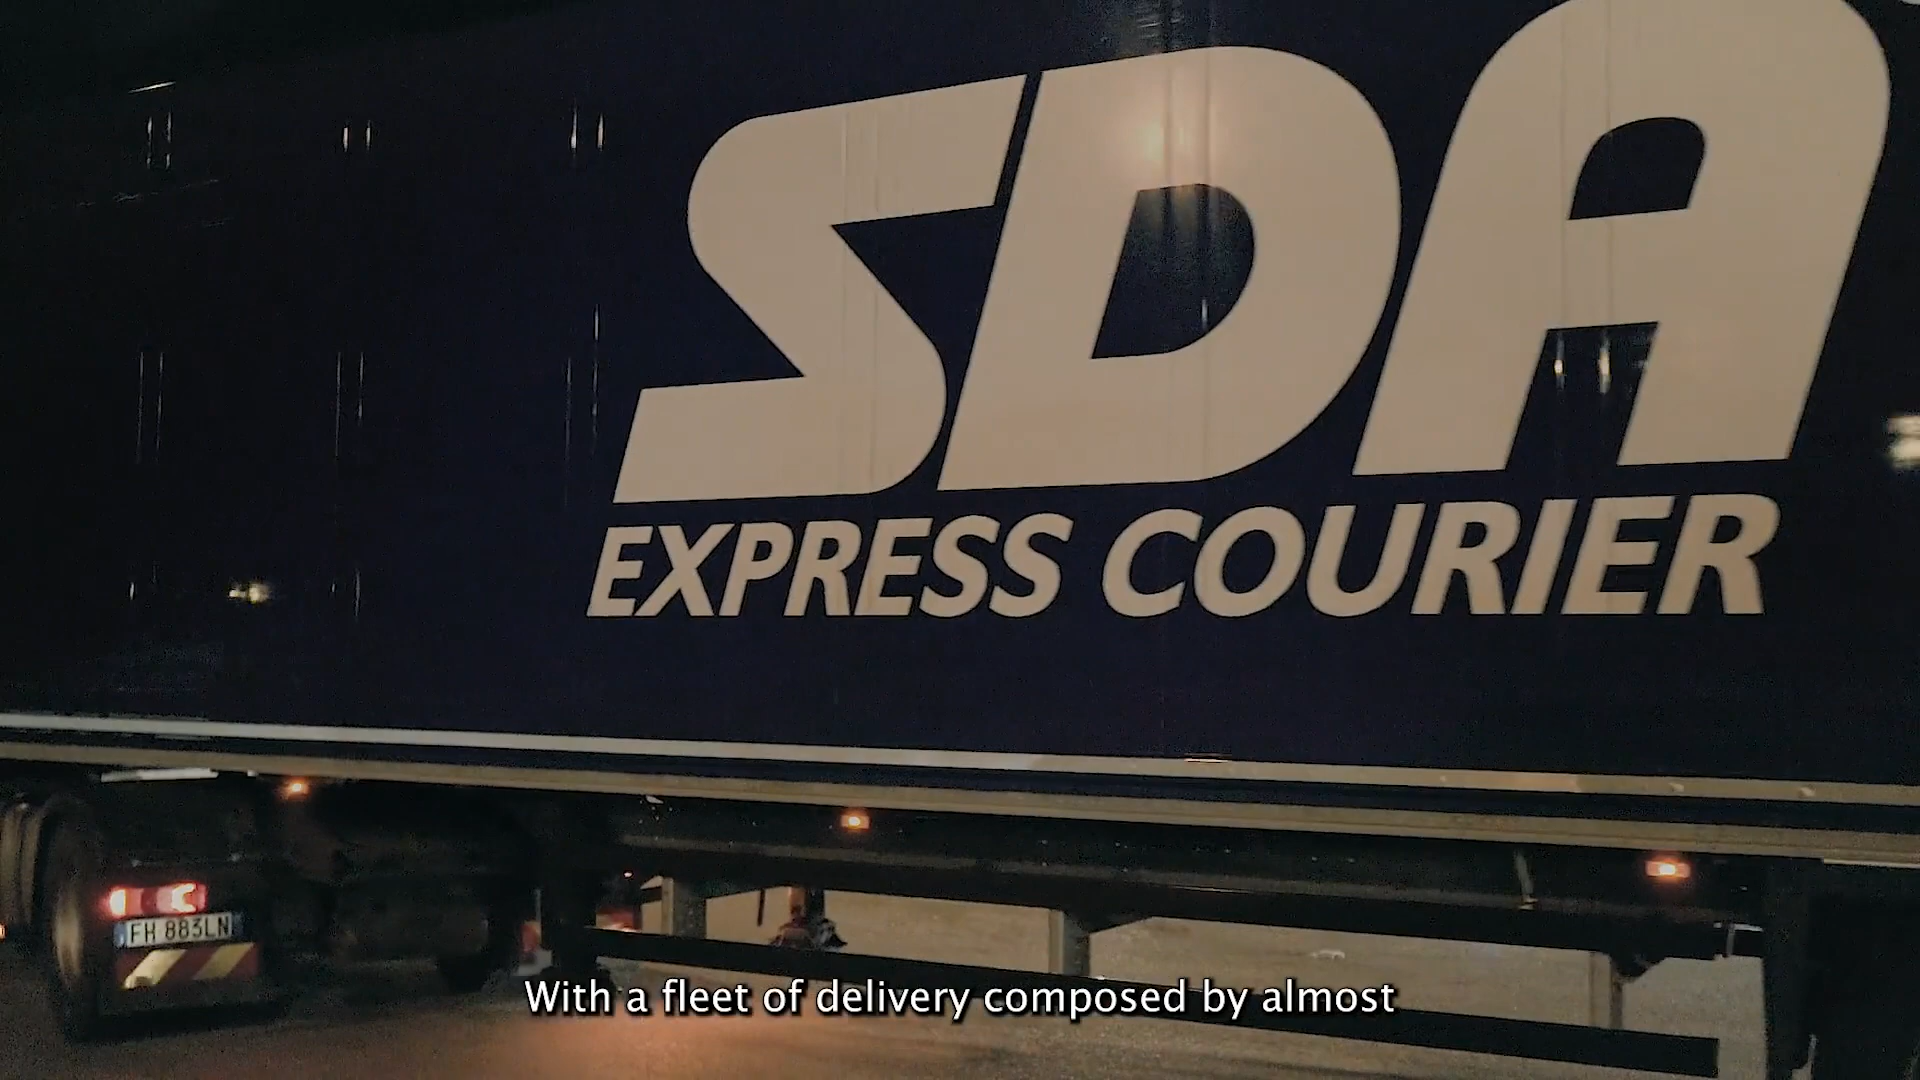 SDA
EXPRESS COURIER
FH 883LN
With a fleet of delivery composed by almost